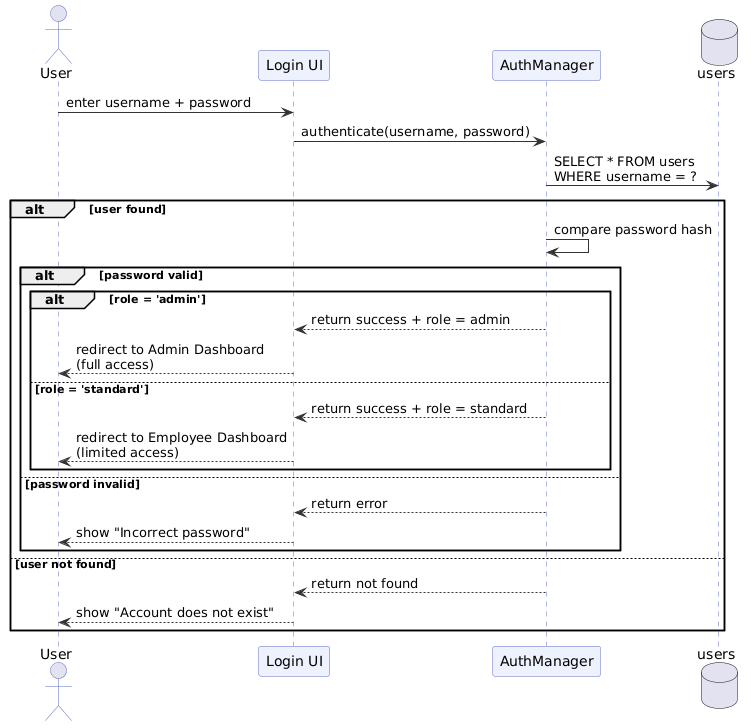 User
Login UI
AuthManager
users
enter username + password
authenticate(username, password)
SELECT * FROM users
WHERE username = ?
alt
[user found]
compare password hash
alt
[password valid]
alt
[role = 'admin']
return success + role = admin
redirect to Admin Dashboard
(full access)
[role = 'standard']
return success + role = standard
redirect to Employee Dashboard
(limited access)
[password invalid]
return error
show "Incorrect password"
[user not found]
return not found
show "Account does not exist"
User
Login UI
AuthManager
users